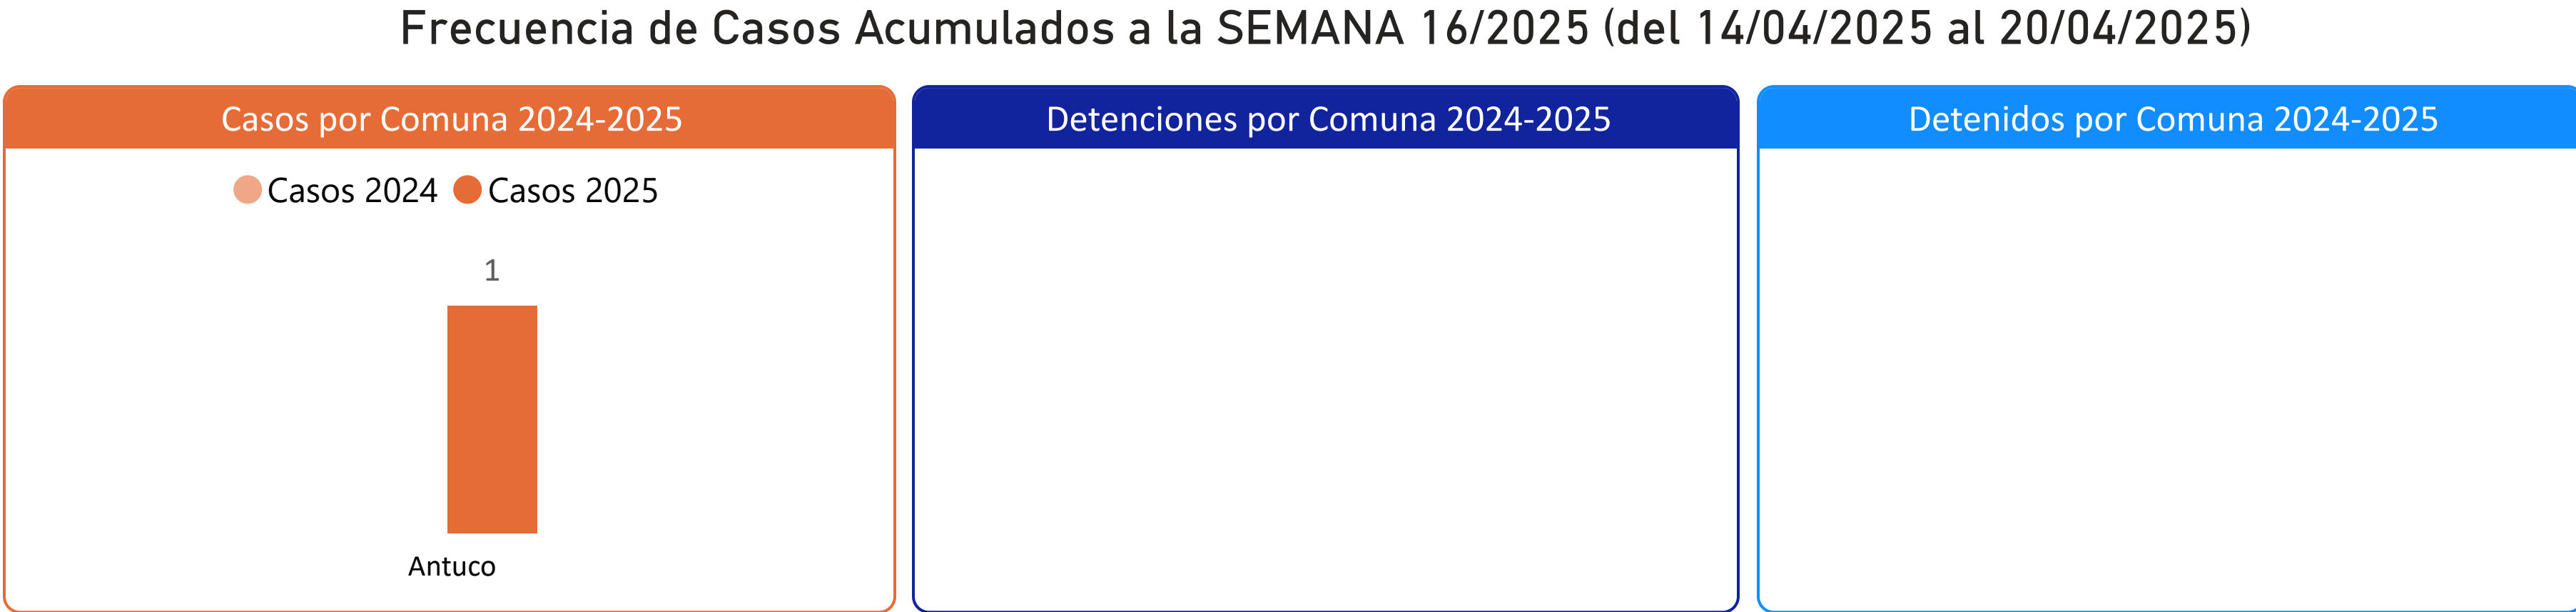 Frecuencia de Casos Acumulados a la SEMANA 16/2025 (del 14/04/2025 al 20/04/2025)
Casos por Comuna 2024-2025
Casos 2024 Casos 2025
1
Antuco
Detenciones por Comuna 2024-2025
Detenidos por Comuna 2024-2025